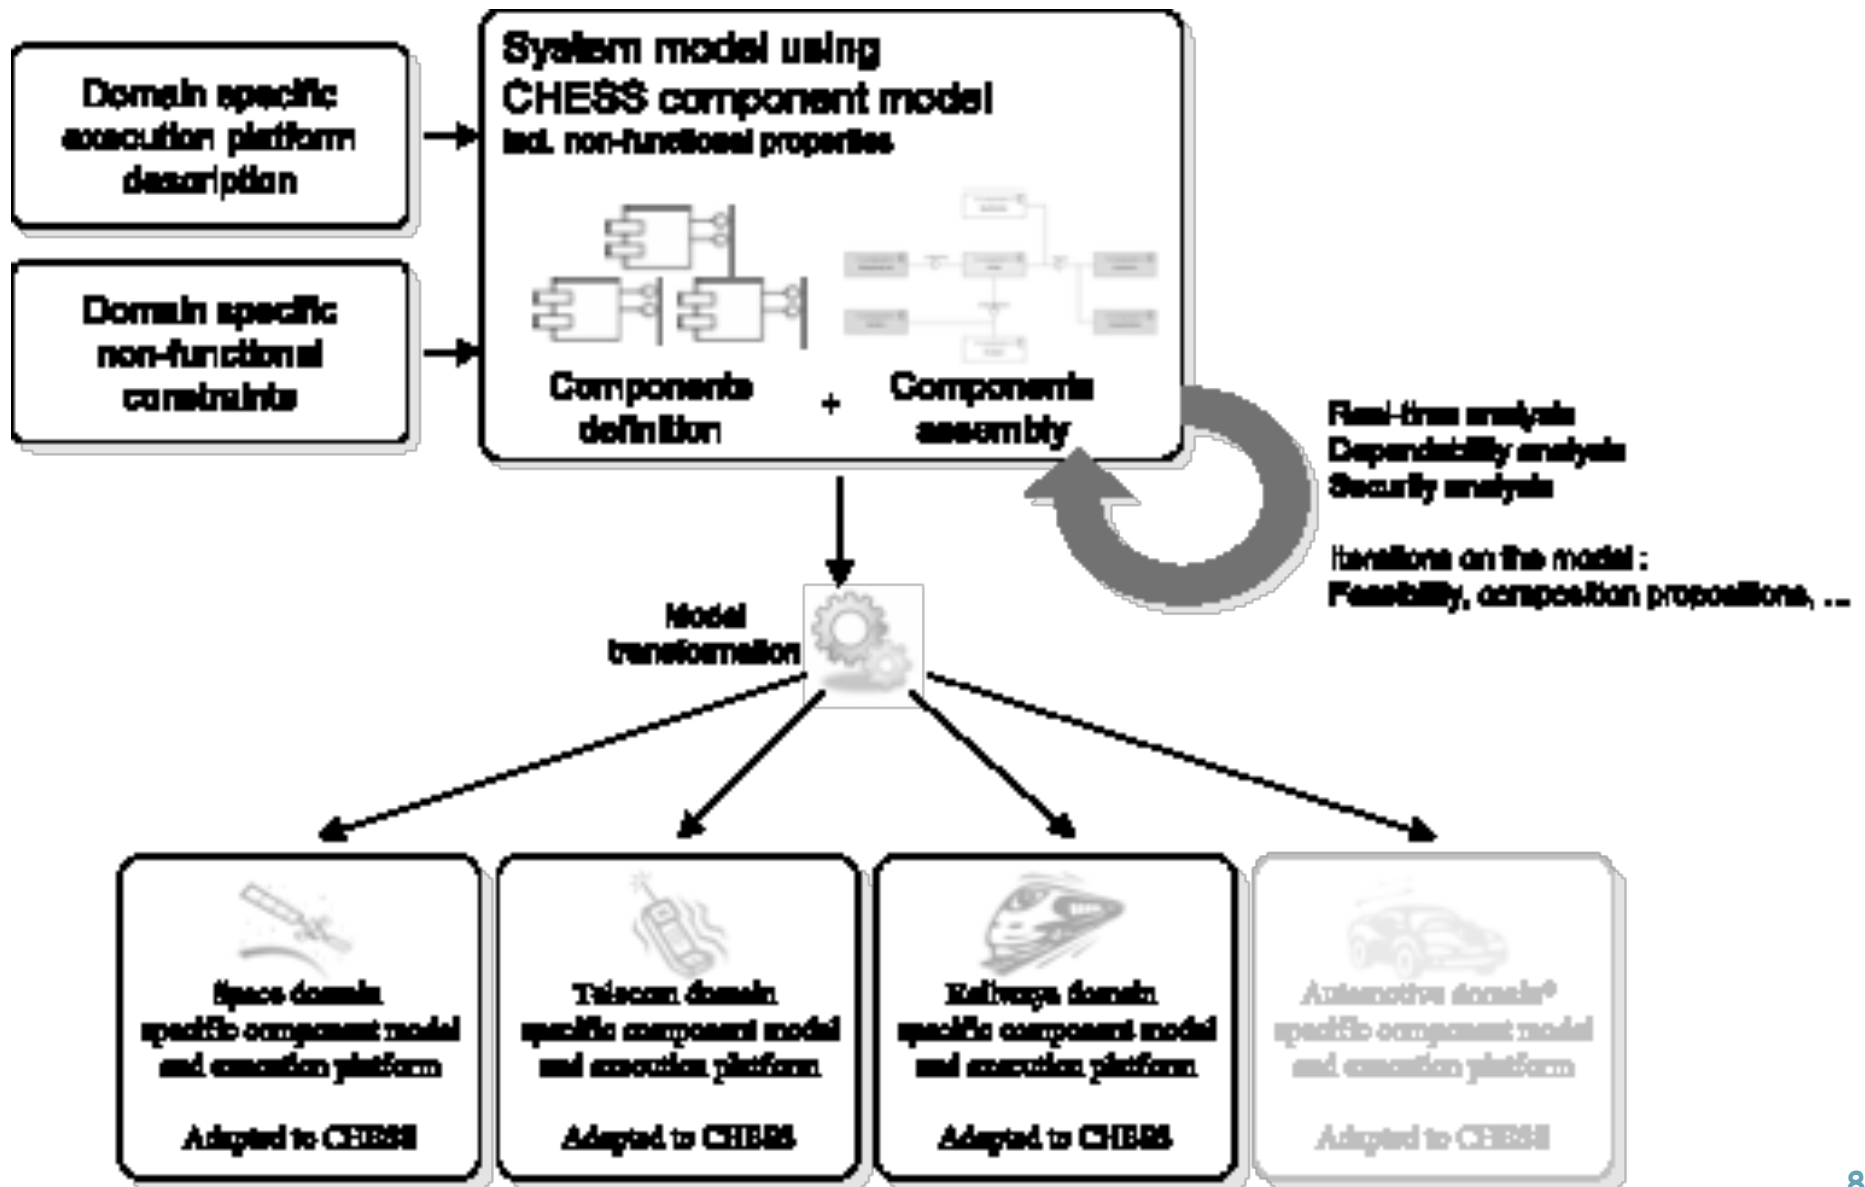 Domain specific
execution platform
description
Domain specific
non-functional
constraints
System model using
CHESS component model
incl. non-functional properties
Components
definition
+
Components
assembly
Real-time analysis
Dependability analysis
Security analysis
Iterations on the model :
Feasibility, composition propositions, ...
Model
transformation
Space domain
specific component model
and execution platform
Adapted to CHESS
Telecom domain
specific component model
and execution platform
Adapted to CHESS
Railways domain
specific component model
and execution platform
Adapted to CHESS
Automotive domain*
specific component model
and execution platform
Adapted to CHESS
8